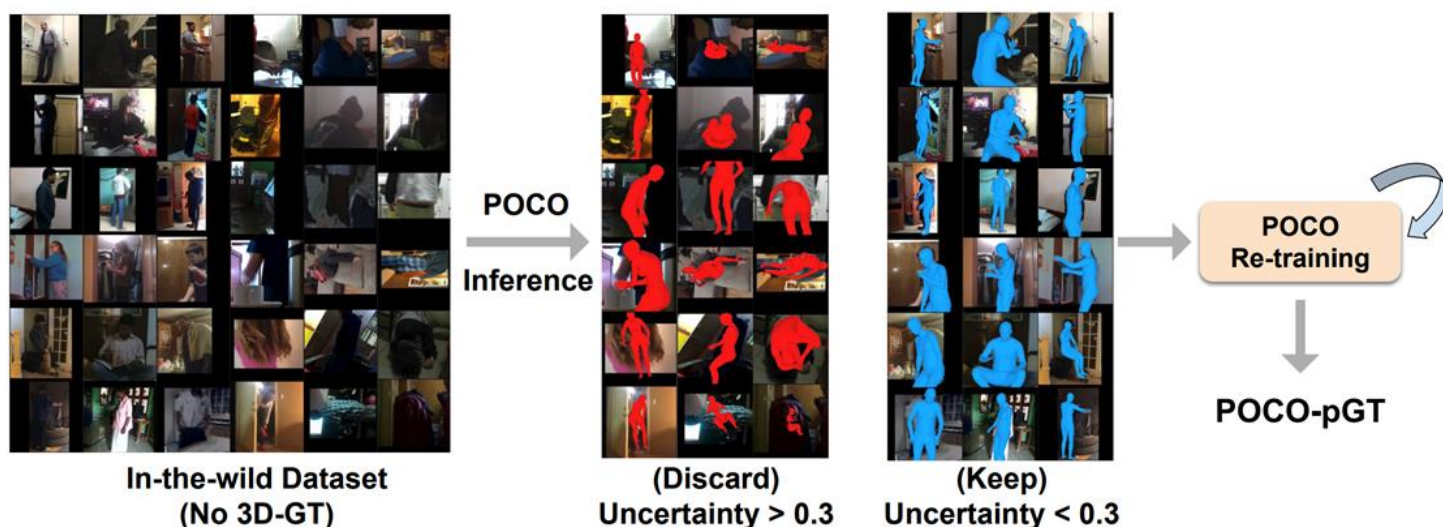 POCO
Inference
POCO
Re-training
POCO-pGT
In-the-wild Dataset
(No 3D-GT)
(Discard)
Uncertainty > 0.3
(Keep)
Uncertainty < 0.3